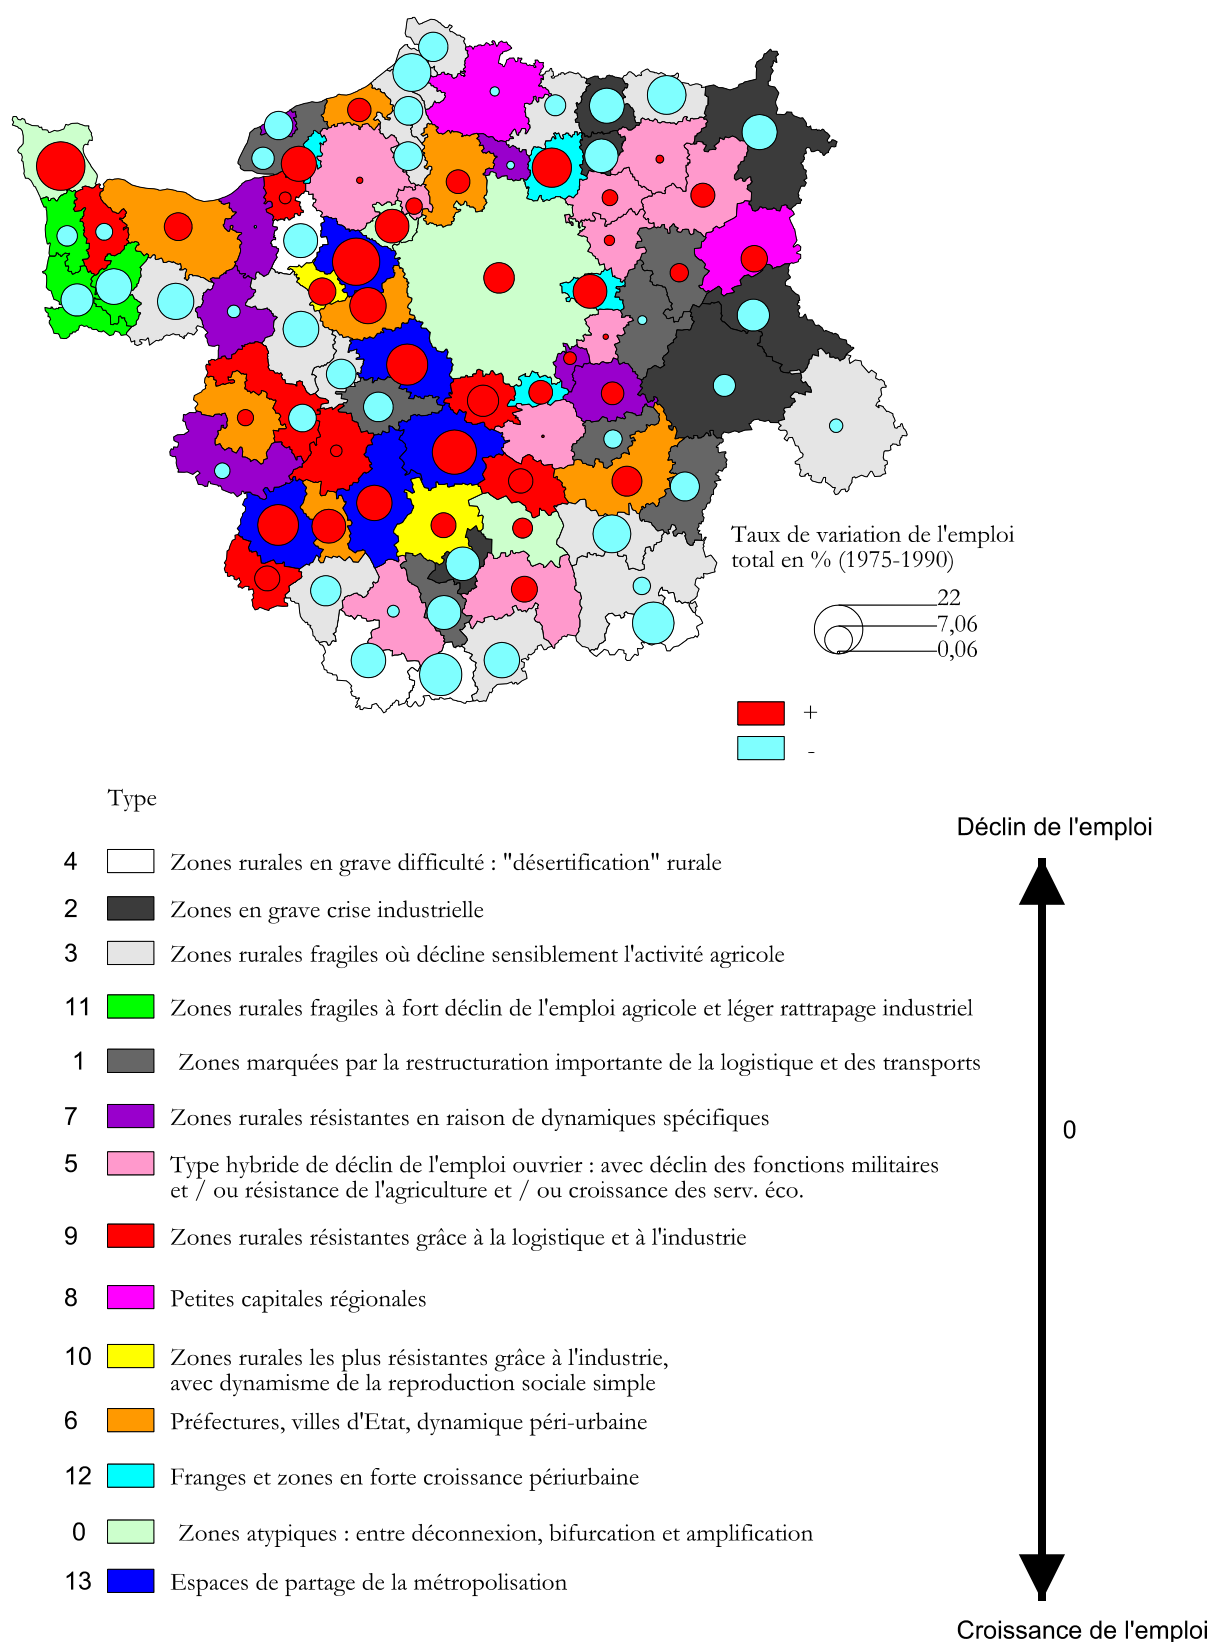 Taux de variation de l'emploi
total en % (1975-1990)
22
7,06
0,06
+
-
Type
Déclin de l'emploi
4 Zones rurales en grave difficulté : "désertification" rurale
2 Zones en grave crise industrielle
3 Zones rurales fragiles où décline sensiblement l'activité agricole
11 Zones rurales fragiles à fort déclin de l'emploi agricole et léger rattrapage industriel
1 Zones marquées par la restructuration importante de la logistique et des transports
7 Zones rurales résistantes en raison de dynamiques spécifiques
0
5 Type hybride de déclin de l'emploi ouvrier : avec déclin des fonctions militaires
et / ou résistance de l'agriculture et / ou croissance des serv. éco.
9 Zones rurales résistantes grâce à la logistique et à l'industrie
8 Petites capitales régionales
10 Zones rurales les plus résistantes grâce à l'industrie,
avec dynamisme de la reproduction sociale simple
6 Préfectures, villes d'Etat, dynamique péri-urbaine
12 Franges et zones en forte croissance périurbaine
0 Zones atypiques : entre déconnexion, bifurcation et amplification
13 Espaces de partage de la métropolisation
Croissance de l'emploi